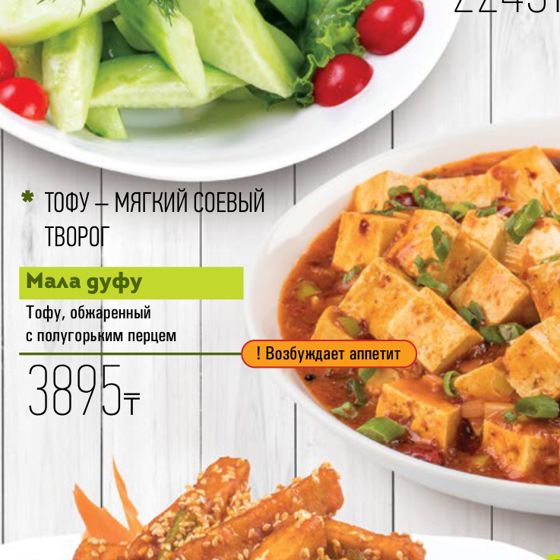 * ТОФУ – МЯГКИЙ СОЕВЫЙ
ТВОРОГ
Мала дуфу
Тофу, обжаренный
с полугорьким перцем
! Возбуждает аппетит
3895₸